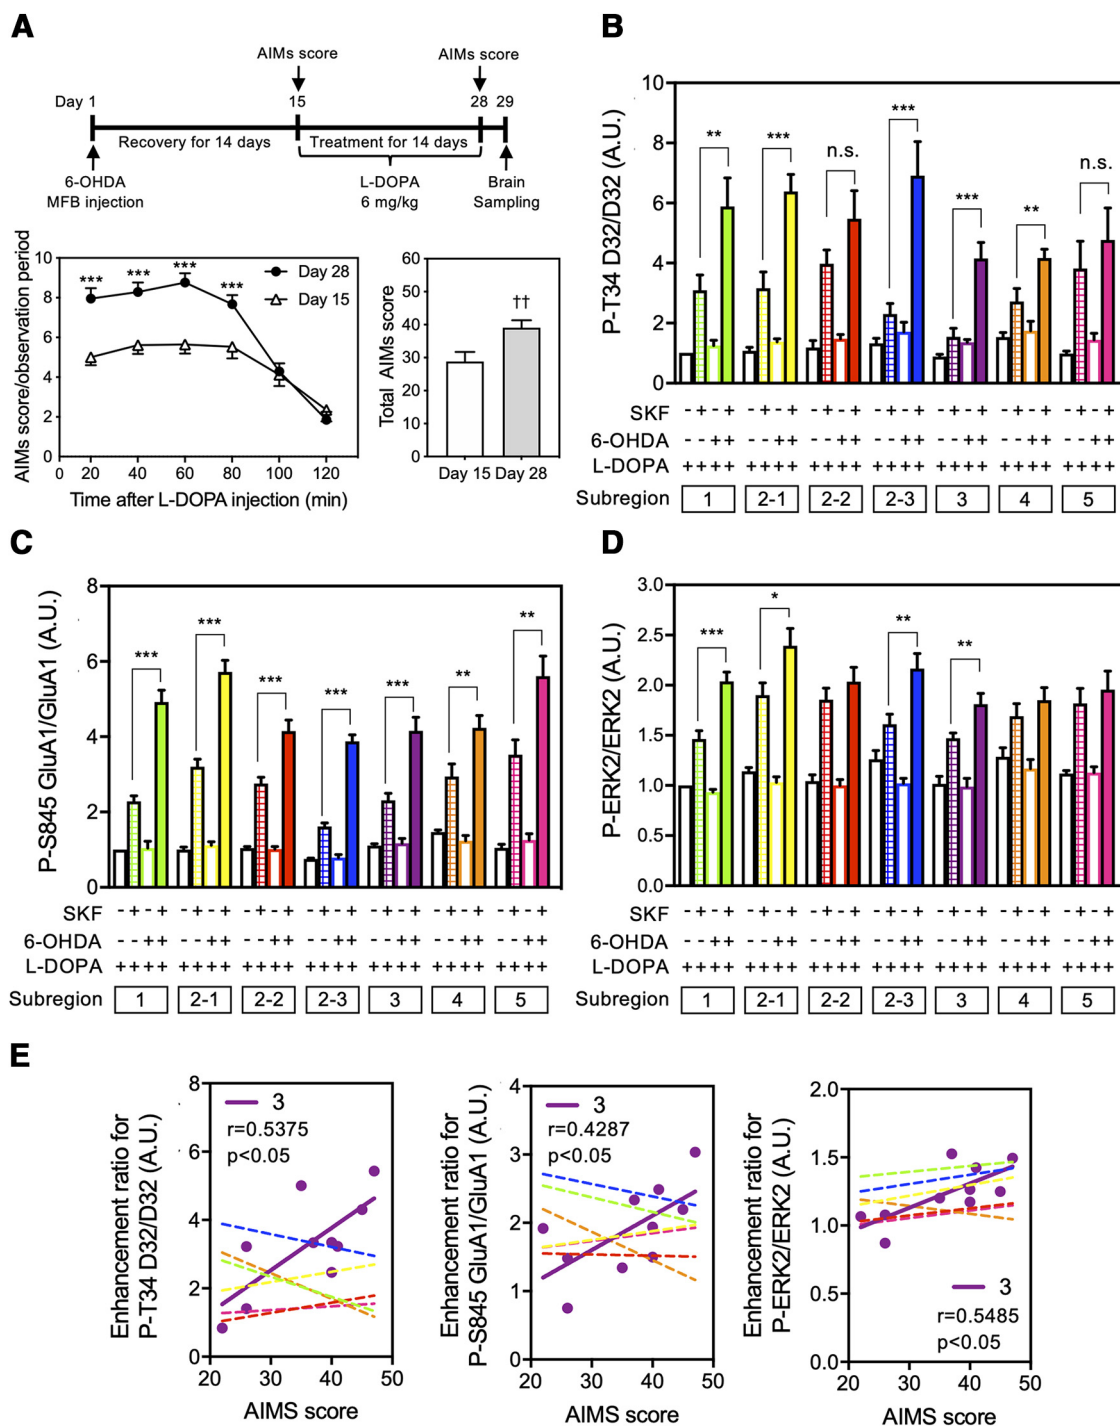 A
AIMs score
AIMs score
Day 1
15
28
29
Recovery for 14 days
Treatment for 14 days
6-OHDA
MFB injection
L-DOPA
6 mg/kg
Brain
Sampling
AIMs score/observation period
10
8
6
4
2
0
*** *** *** ***
Day 28
Day 15
0 20 40 60 80 100 120
Time after L-DOPA injection (min)
Total AIMs score
60
50
40
30
20
10
0
††
Day 15 Day 28
B
P-T34 D32/D32 (A.U.)
10
8
6
4
2
0
** *** n.s. *** *** ** n.s.
- + - + - + - + - + - + - + - + - + - + - + - + - + - +
SKF
6-OHDA
- - + + - - + + - - + + - - + + - - + + - - + + - - + +
L-DOPA
++++ ++++ ++++ ++++ ++++ ++++ ++++
Subregion 1 2-1 2-2 2-3 3 4 5
C
P-S845 GluA1/GluA1 (A.U.)
8
6
4
2
0
*** *** *** *** *** ** **
SKF - + - + - + - + - + - + - + - + - + - + - + - + - + - +
6-OHDA - - + + - - + + - - + + - - + + - - + + - - + + - - + +
L-DOPA ++++ ++++ ++++ ++++ ++++ ++++ ++++
Subregion 1 2-1 2-2 2-3 3 4 5
D
P-ERK2/ERK2 (A.U.)
3.0
2.5
2.0
1.5
1.0
0.5
0.0
*** * ** **
SKF - + - + - + - + - + - + - + - + - + - + - + - + - + - +
6-OHDA - - + + - - + + - - + + - - + + - - + + - - + + - - + +
L-DOPA ++++ ++++ ++++ ++++ ++++ ++++ ++++
Subregion 1 2-1 2-2 2-3 3 4 5
E
Enhancement ratio for
P-T34 D32/D32 (A.U.)
8
6
4
2
0
3
r=0.5375
p<0.05
20 30 40 50
AIMS score
Enhancement ratio for
P-S845 GluA1/GluA1 (A.U.)
4
3
2
1
0
3
r=0.4287
p<0.05
20 30 40 50
AIMS score
Enhancement ratio for
P-ERK2/ERK2 (A.U.)
2.0
1.5
1.0
0.5
0.0
3
r=0.5485
p<0.05
20 30 40 50
AIMS score